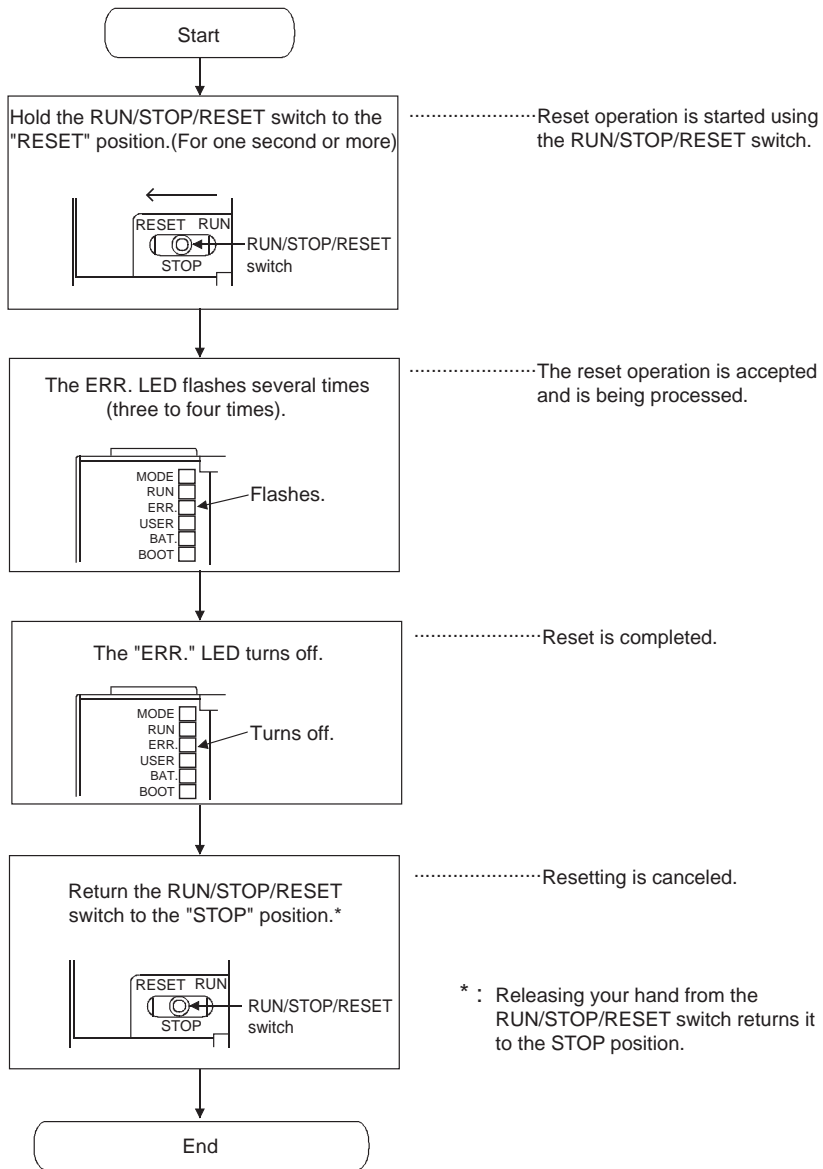 Start
Hold the RUN/STOP/RESET switch to the
"RESET" position.(For one second or more)
Reset operation is started using
the RUN/STOP/RESET switch.
RESET RUN
STOP
RUN/STOP/RESET
switch
The ERR. LED flashes several times
(three to four times).
The reset operation is accepted
and is being processed.
MODE
RUN
ERR.
USER
BAT.
BOOT
Flashes.
The "ERR." LED turns off.
Reset is completed.
MODE
RUN
ERR.
USER
BAT.
BOOT
Turns off.
Return the RUN/STOP/RESET
switch to the "STOP" position.*
Resetting is canceled.
RESET RUN
STOP
RUN/STOP/RESET
switch
* : Releasing your hand from the
RUN/STOP/RESET switch returns it
to the STOP position.
End